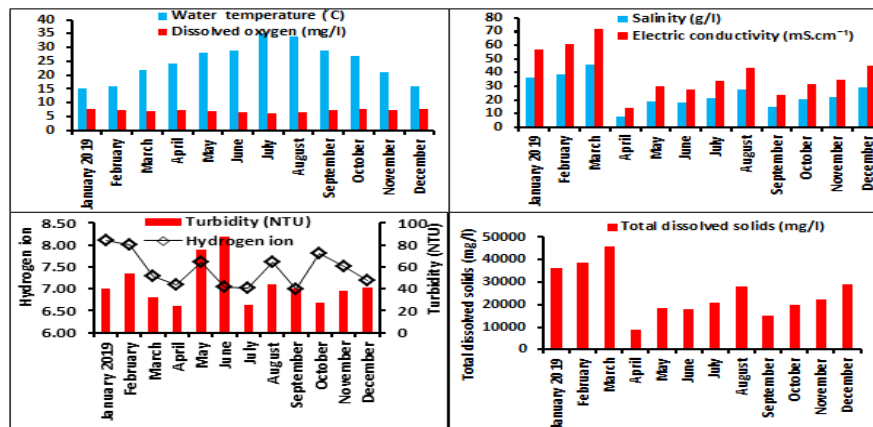 Water temperature (°C)
Dissolved oxygen (mg/l)
40
35
30
25
20
15
10
5
0
January 2019
February
March
April
May
June
July
August
September
October
November
December
Salinity (g/l)
Electric conductivity (mS.cm⁻¹)
80
70
60
50
40
30
20
10
0
January 2019
February
March
April
May
June
July
August
September
October
November
December
Turbidity (NTU)
Hydrogen ion
Hydrogen ion
8.50
8.00
7.50
7.00
6.50
6.00
100
80
60
40
20
0
Turbidity (NTU)
January 2019
February
March
April
May
June
July
August
September
October
November
December
Total dissolved solids (mg/l)
Total dissolved solids (mg/l)
50000
40000
30000
20000
10000
0
January 2019
February
March
April
May
June
July
August
September
October
November
December